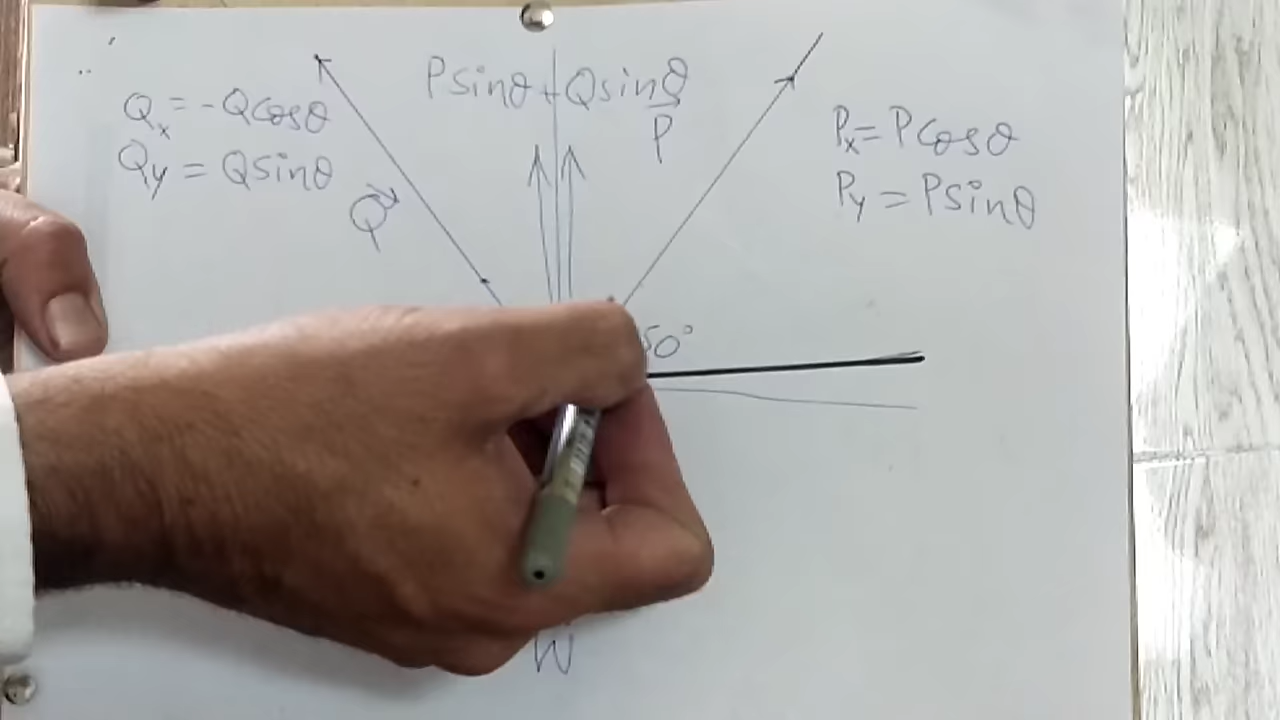 Psinθ + Qsinθ
Qₓ = -Qcosθ
Qy = Qsinθ
P⃗
Pₓ = Pcosθ
Py = Psinθ
Q⃗
50°
W